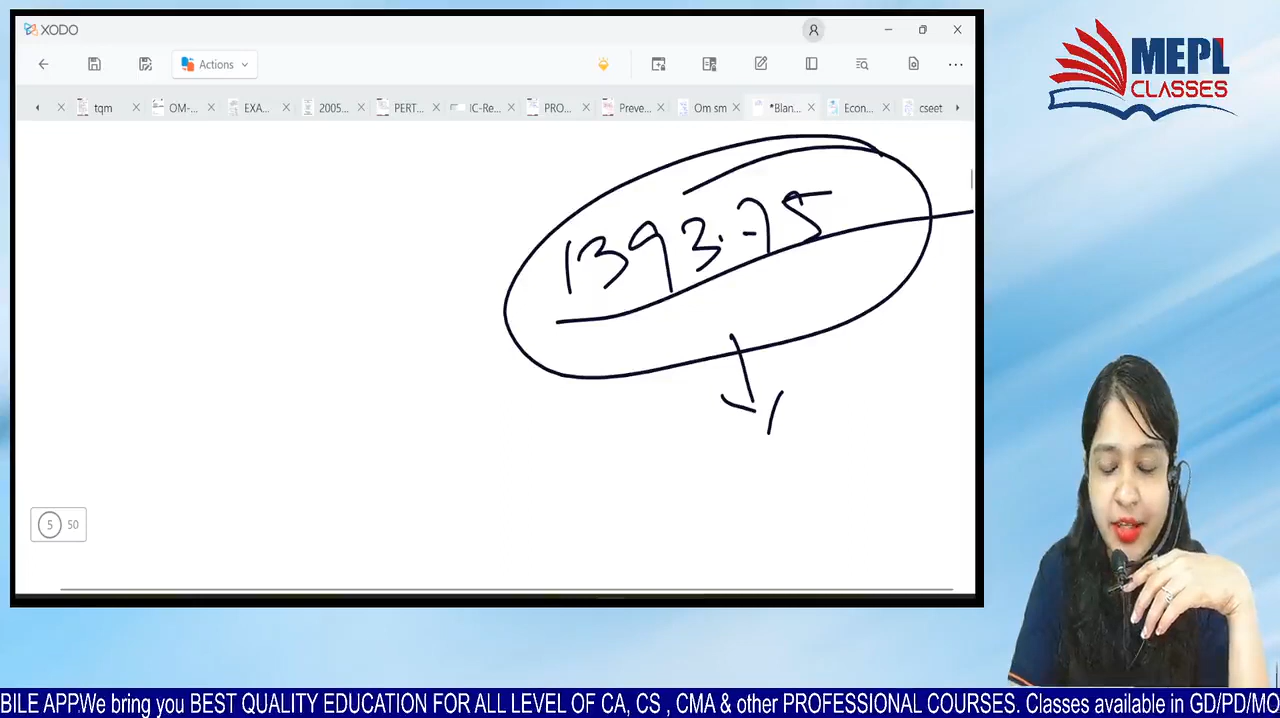 XODO
MEPL
CLASSES
Actions
tqm
OM-...
EXA...
2005...
PERT...
IC-Re...
PRO...
Preve...
Om sm
*Blan...
Econ...
cseet
1393.75
5 50
BILE APP.We bring you BEST QUALITY EDUCATION FOR ALL LEVEL OF CA, CS , CMA & other PROFESSIONAL COURSES. Classes available in GD/PD/MO